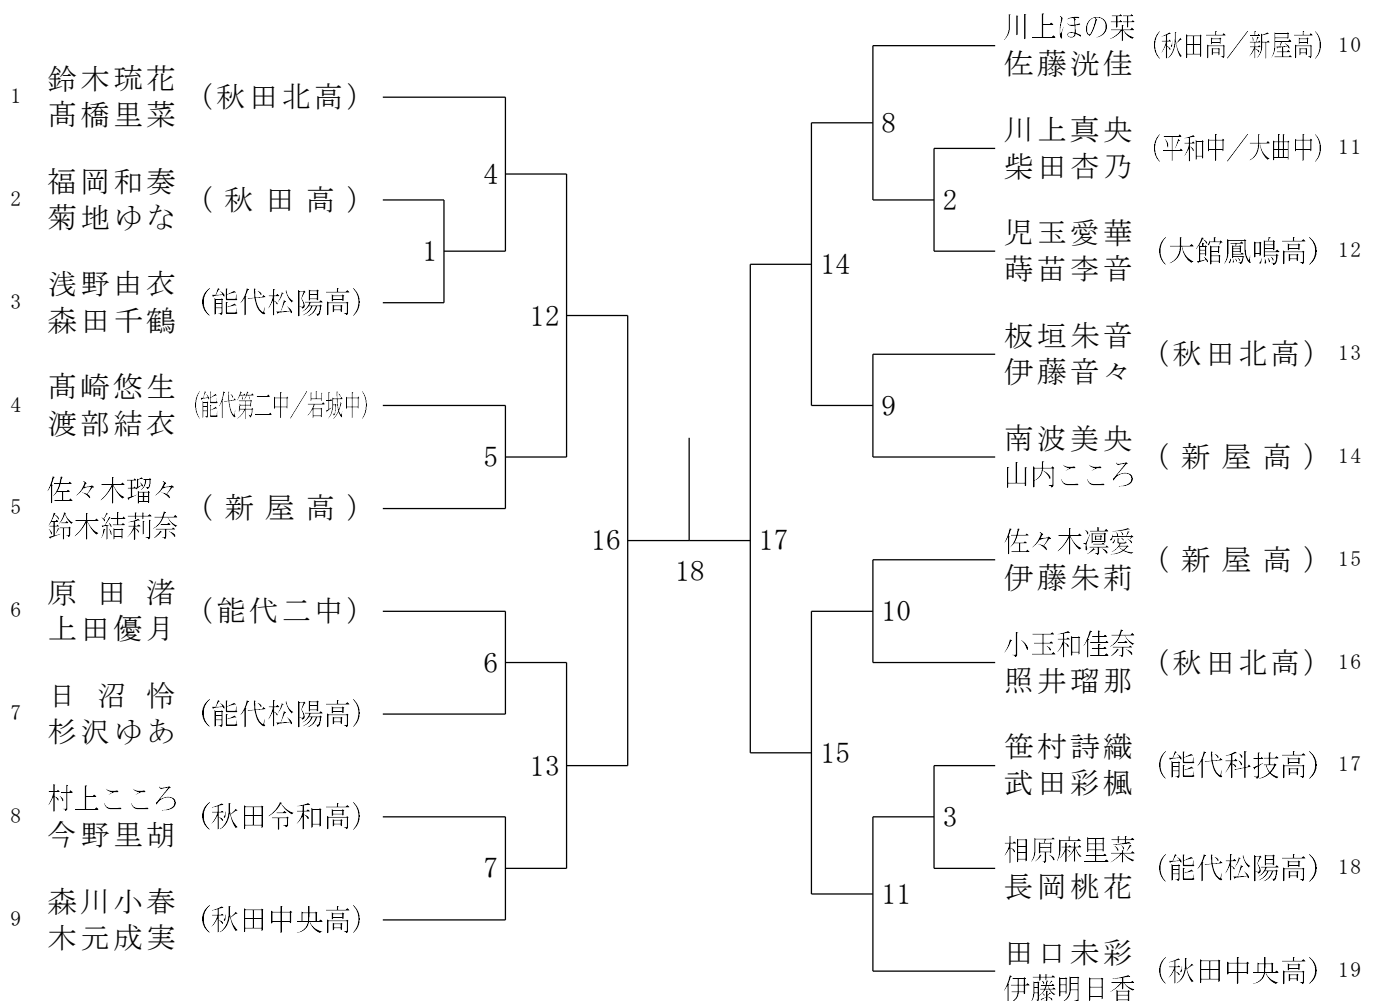 1 鈴木琉花 (秋田北高)
髙橋里菜
2 福岡和奏 (秋田高)
菊地ゆな
3 浅野由衣 (能代松陽高)
森田千鶴
4 髙崎悠生 (能代第二中／岩城中)
渡部結衣
5 佐々木瑠々 (新屋高)
鈴木結莉奈
6 原田渚 (能代二中)
上田優月
7 日沼怜 (能代松陽高)
杉沢ゆあ
8 村上こころ (秋田令和高)
今野里胡
9 森川小春 (秋田中央高)
木元成実
4
1
12
5
16
6
13
7
18
17
14
8
2
9
15
10
3
11
川上ほの栞 (秋田高／新屋高) 10
佐藤洸佳
川上真央 (平和中／大曲中) 11
柴田杏乃
児玉愛華 (大館鳳鳴高) 12
蒔苗李音
板垣朱音 (秋田北高) 13
伊藤音々
南波美央 (新屋高) 14
山内こころ
佐々木凛愛 (新屋高) 15
伊藤朱莉
小玉和佳奈 (秋田北高) 16
照井瑠那
笹村詩織 (能代科技高) 17
武田彩楓
相原麻里菜 (能代松陽高) 18
長岡桃花
田口未彩 (秋田中央高) 19
伊藤明日香